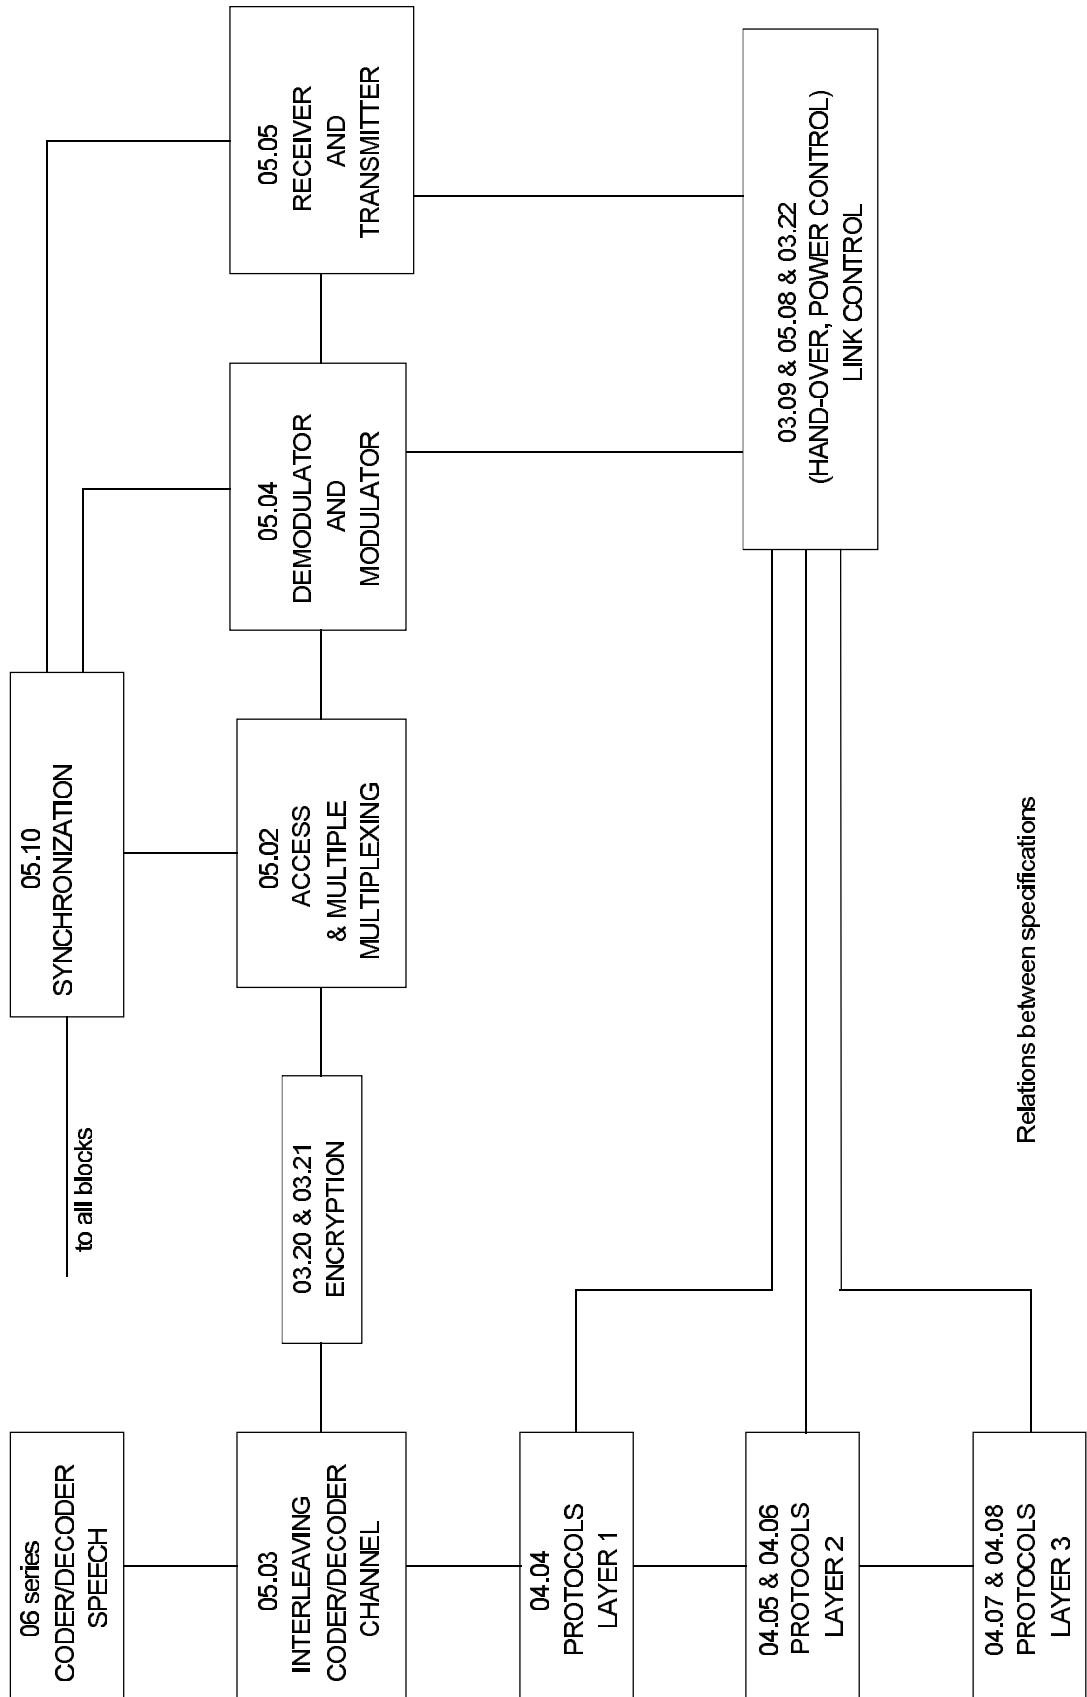 06 series
CODER/DECODER
SPEECH
to all blocks
05.10
SYNCHRONIZATION
05.03
INTERLEAVING
CODER/DECODER
CHANNEL
03.20 & 03.21
ENCRYPTION
05.02
ACCESS
& MULTIPLE
MULTIPLEXING
05.04
DEMODULATOR
AND
MODULATOR
05.05
RECEIVER
AND
TRANSMITTER
04.04
PROTOCOLS
LAYER 1
04.05 & 04.06
PROTOCOLS
LAYER 2
04.07 & 04.08
PROTOCOLS
LAYER 3
03.09 & 05.08 & 03.22
(HAND-OVER, POWER CONTROL)
LINK CONTROL
Relations between specifications